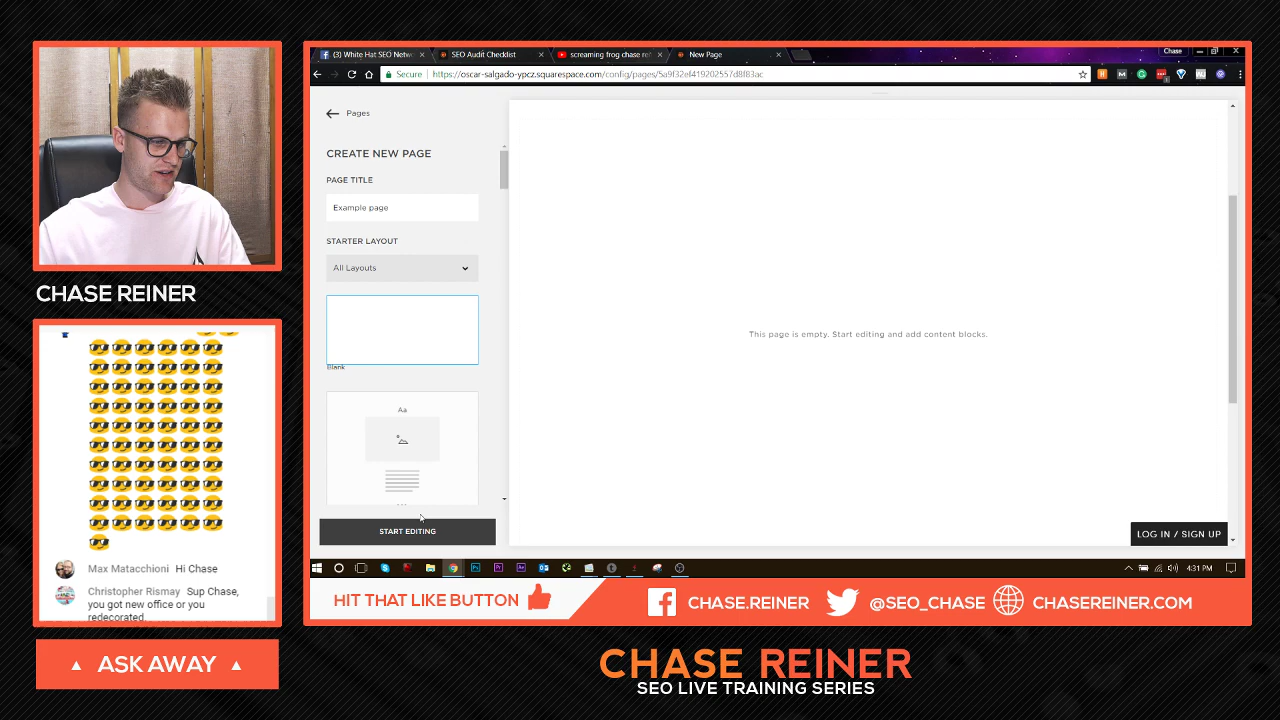 (3) White Hat SEO Netw
SEO Audit Checklist
screaming frog chase re
New Page
Chase
Secure
https://oscar-salgado-ypcz.squarespace.com/config/pages/5a9f32ef419202557d8f83ac
Pages
CREATE NEW PAGE
PAGE TITLE
Example page
STARTER LAYOUT
All Layouts
Blank
Aa
START EDITING
This page is empty. Start editing and add content blocks.
LOG IN / SIGN UP
4:31 PM
CHASE REINER
Max Matacchioni Hi Chase
Christopher Rismay Sup Chase,
you got new office or you
redecorated.
ASK AWAY
HIT THAT LIKE BUTTON
CHASE.REINER
@SEO_CHASE
CHASEREINER.COM
CHASE REINER
SEO LIVE TRAINING SERIES